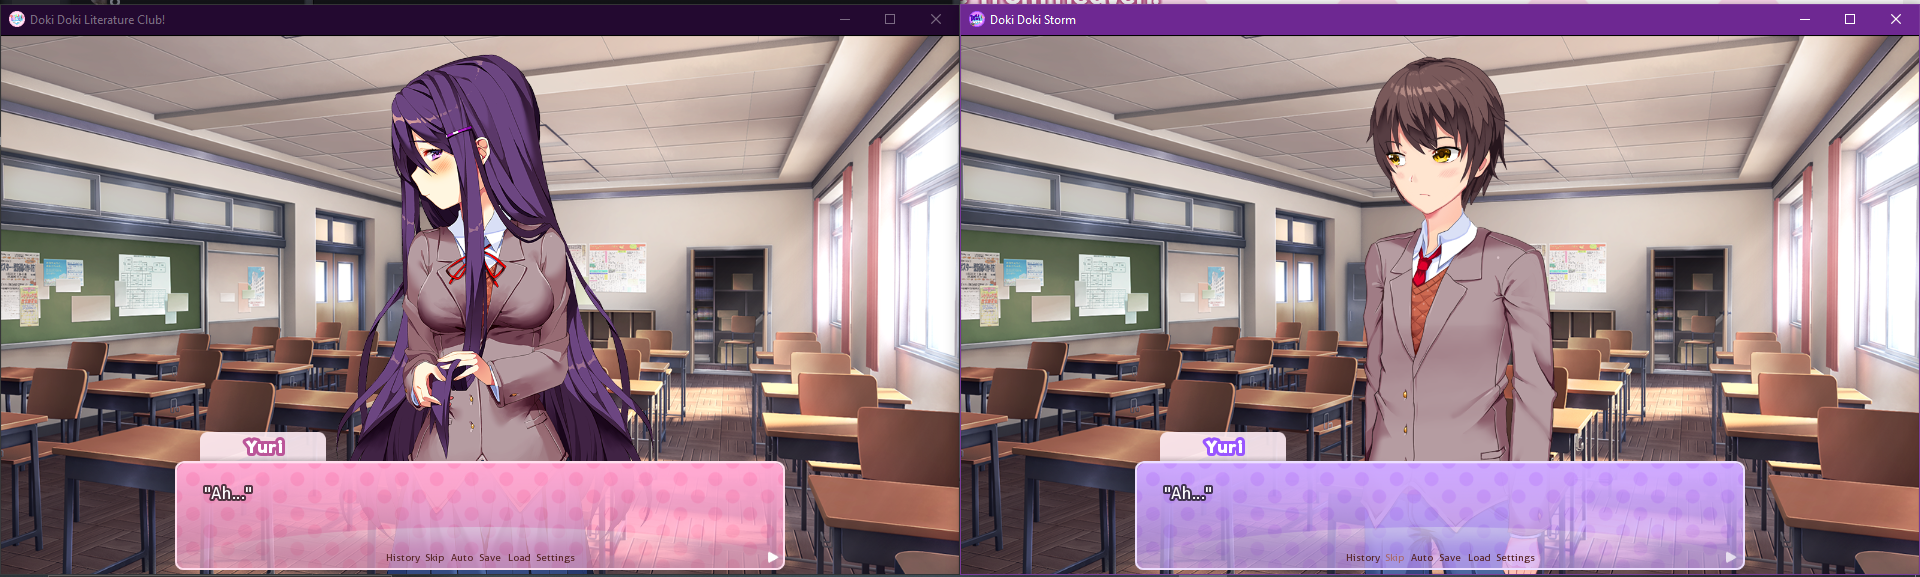 Doki Doki Literature Club!
Yuri
"Ah..."
History Skip Auto Save Load Settings
Doki Doki Storm
Yuri
"Ah..."
History Skip Auto Save Load Settings